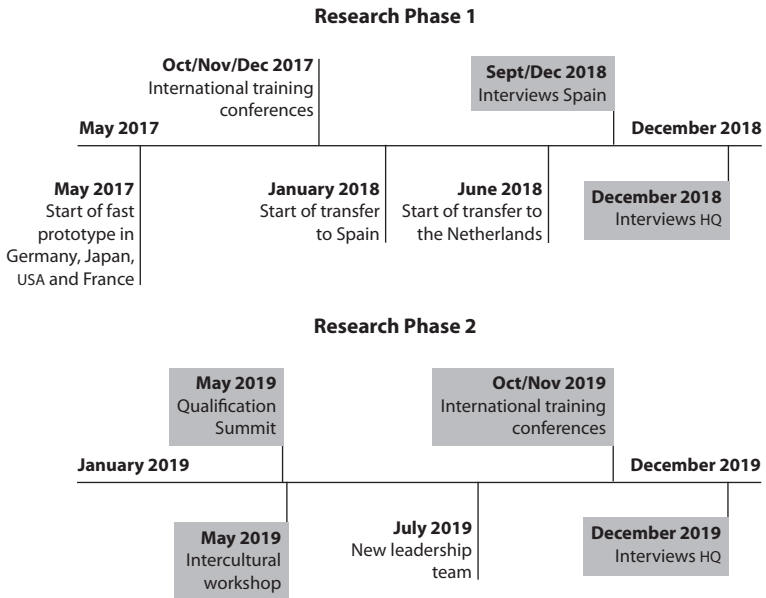 Research Phase 1
Oct/Nov/Dec 2017
International training
conferences
Sept/Dec 2018
Interviews Spain
May 2017
December 2018
May 2017
Start of fast
prototype in
Germany, Japan,
USA and France
January 2018
Start of transfer
to Spain
June 2018
Start of transfer to
the Netherlands
December 2018
Interviews HQ
Research Phase 2
May 2019
Qualification
Summit
Oct/Nov 2019
International training
conferences
January 2019
December 2019
May 2019
Intercultural
workshop
July 2019
New leadership
team
December 2019
Interviews HQ